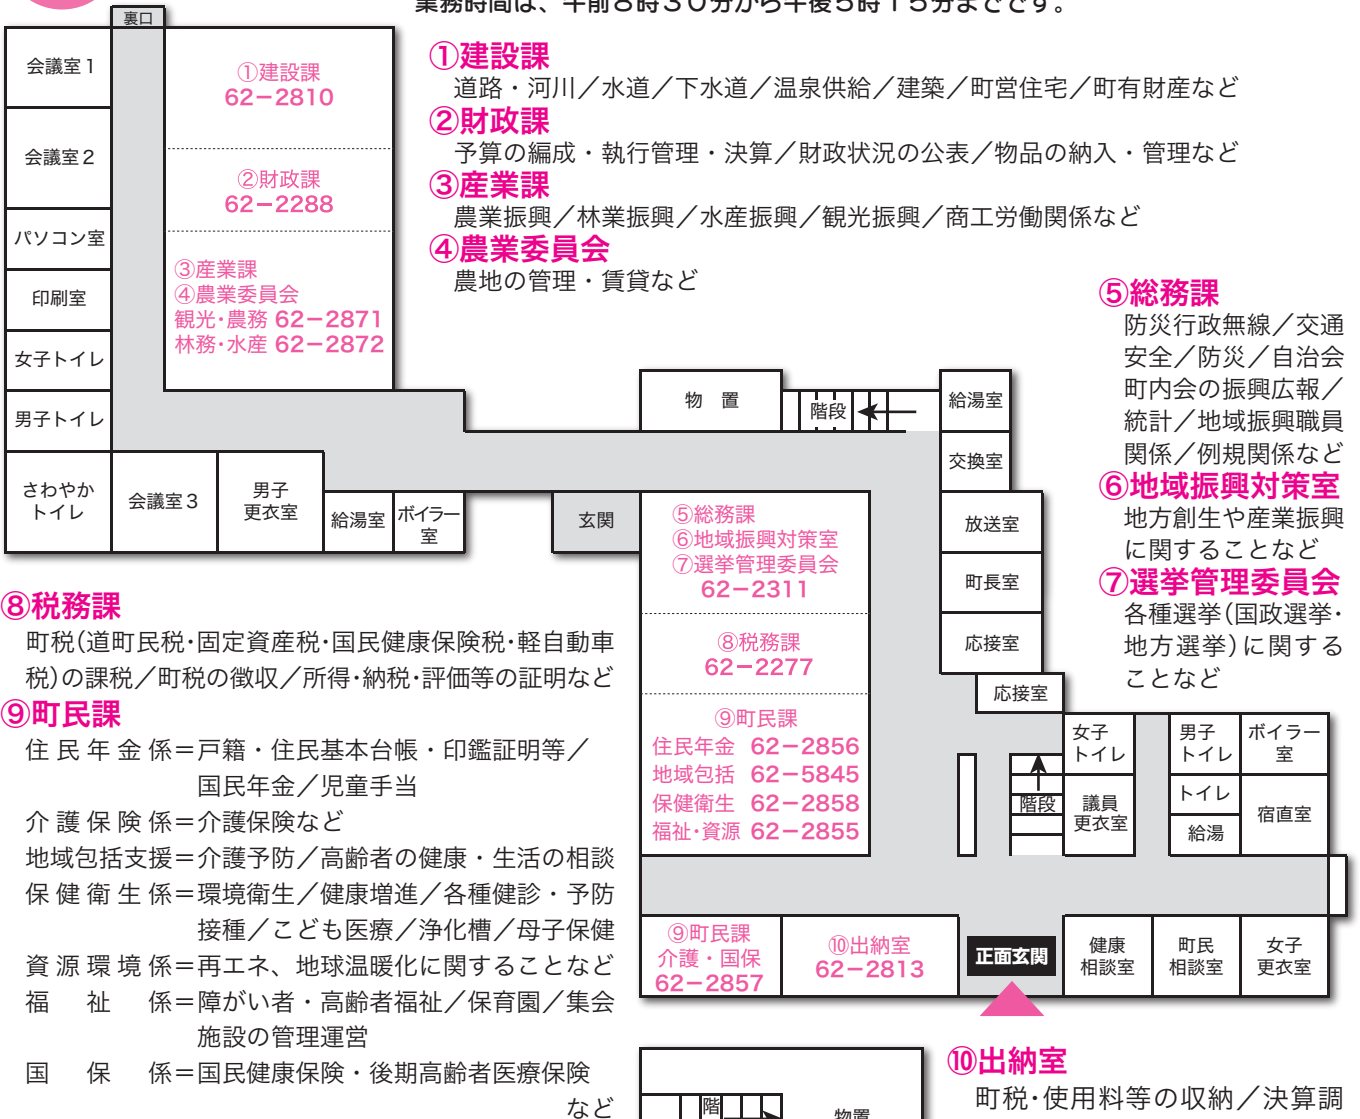 業務時間は、午前8時30分から午後5時15分までです。
裏口
会議室1
会議室2
パソコン室
印刷室
女子トイレ
男子トイレ
さわやか
トイレ
会議室3
男子
更衣室
給湯室
ボイラー
室
①建設課
62−2810
②財政課
62−2288
③産業課
④農業委員会
観光・農務 62−2871
林務・水産 62−2872
①建設課
道路・河川／水道／下水道／温泉供給／建築／町営住宅／町有財産など
②財政課
予算の編成・執行管理・決算／財政状況の公表／物品の納入・管理など
③産業課
農業振興／林業振興／水産振興／観光振興／商工労働関係など
④農業委員会
農地の管理・賃貸など
⑤総務課
防災行政無線／交通
安全／防災／自治会
町内会の振興広報／
統計／地域振興職員
関係／例規関係など
⑥地域振興対策室
地方創生や産業振興
に関することなど
⑦選挙管理委員会
各種選挙(国政選挙・
地方選挙)に関する
ことなど
物 置
階段
給湯室
交換室
放送室
町長室
応接室
応接室
玄関
⑤総務課
⑥地域振興対策室
⑦選挙管理委員会
62−2311
⑧税務課
62−2277
⑨町民課
住民年金 62−2856
地域包括 62−5845
保健衛生 62−2858
福祉・資源 62−2855
階段
女子
トイレ
議員
更衣室
男子
トイレ
トイレ
給湯
ボイラー
室
宿直室
⑨町民課
介護・国保
62−2857
⑩出納室
62−2813
正面玄関
健康
相談室
町民
相談室
女子
更衣室
⑧税務課
町税(道町民税・固定資産税・国民健康保険税・軽自動車
税)の課税／町税の徴収／所得・納税・評価等の証明など
⑨町民課
住民年金係＝戸籍・住民基本台帳・印鑑証明等／
国民年金／児童手当
介護保険係＝介護保険など
地域包括支援＝介護予防／高齢者の健康・生活の相談
保健衛生係＝環境衛生／健康増進／各種健診・予防
接種／こども医療／浄化槽／母子保健
資源環境係＝再エネ、地球温暖化に関することなど
福祉係＝障がい者・高齢者福祉／保育園／集会
施設の管理運営
国保係＝国民健康保険・後期高齢者医療保険
など
階
物置
⑩出納室
町税・使用料等の収納／決算調